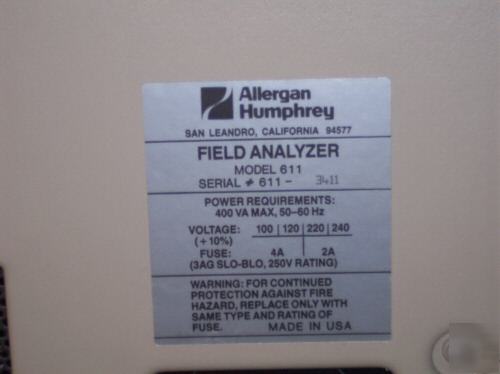 Allergan
Humphrey
SAN LEANDRO, CALIFORNIA 94577
FIELD ANALYZER
MODEL 611
SERIAL # 611 - 3411
POWER REQUIREMENTS:
400 VA MAX, 50-60 Hz
VOLTAGE: 100 | 120 | 220 | 240
(+10%)
FUSE: 4A 2A
(3AG SLO-BLO, 250V RATING)
WARNING: FOR CONTINUED
PROTECTION AGAINST FIRE
HAZARD, REPLACE ONLY WITH
SAME TYPE AND RATING OF
FUSE. MADE IN USA